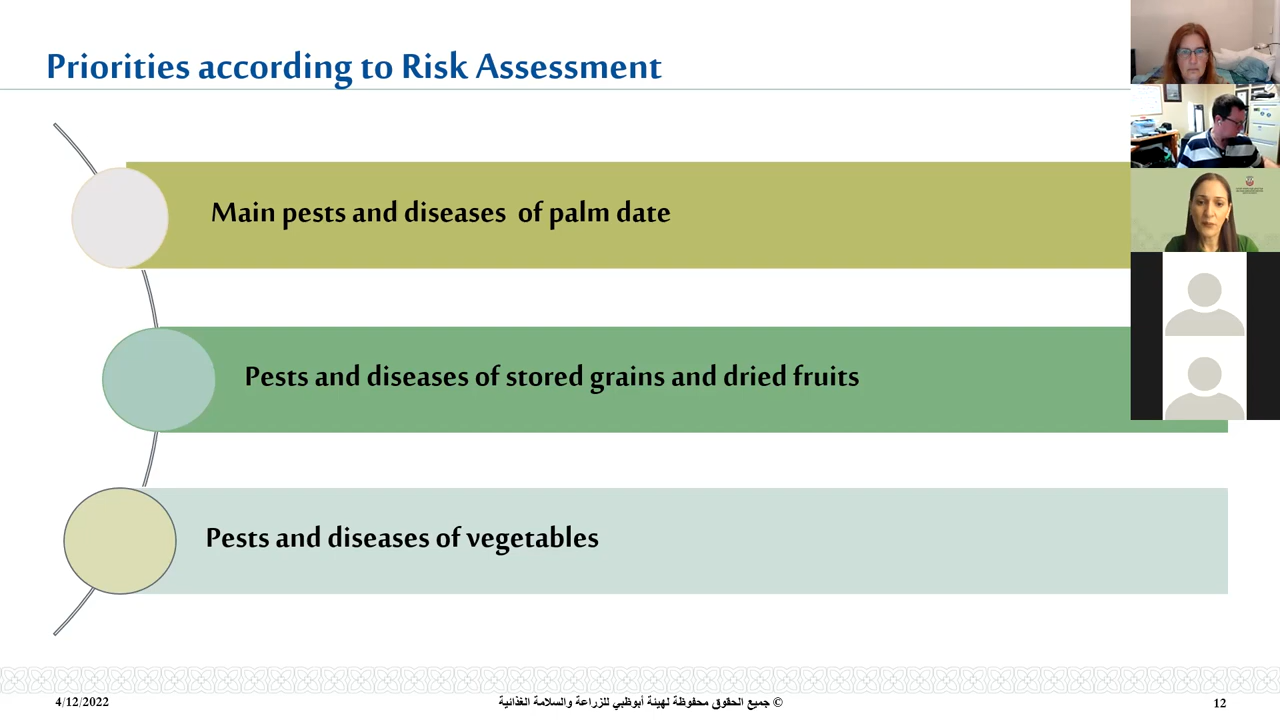 Priorities according to Risk Assessment
Main pests and diseases of palm date
Pests and diseases of stored grains and dried fruits
Pests and diseases of vegetables
4/12/2022
© جميع الحقوق محفوظة لهيئة أبوظبي للزراعة والسلامة الغذائية
12